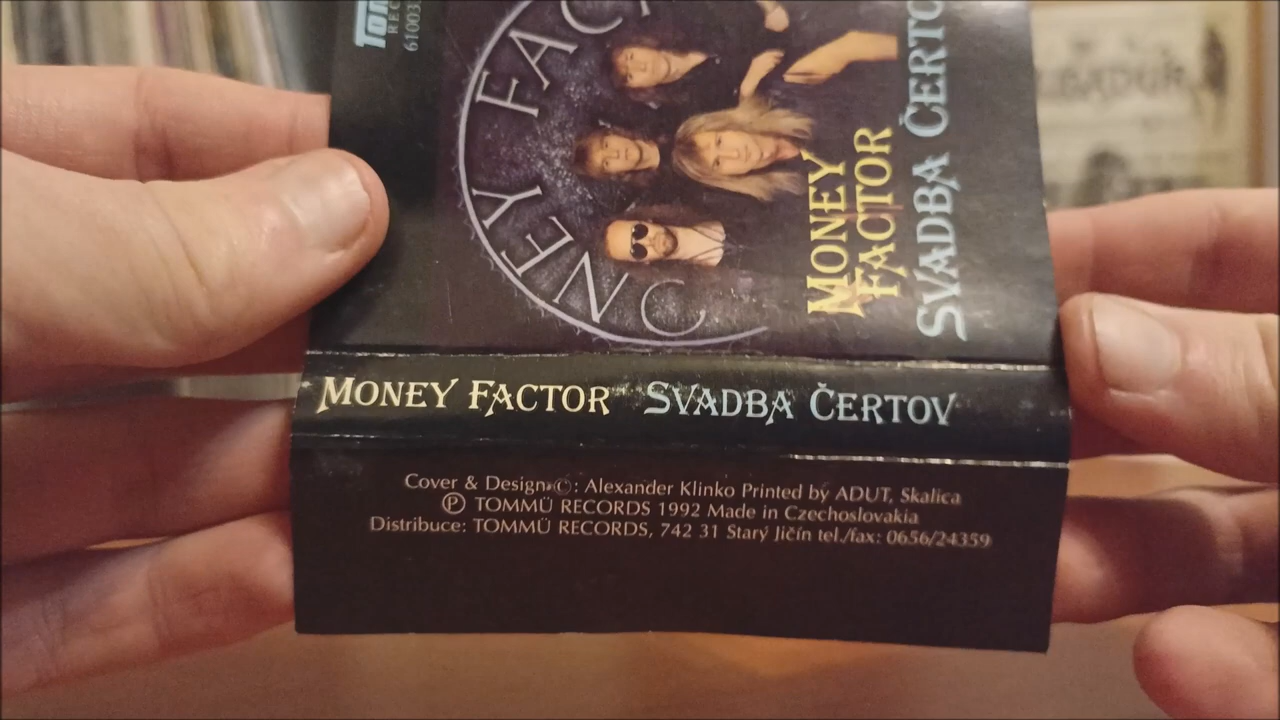 MONEY
FACTOR
MONEY FACTOR SVADBA ČERTOV
Cover & Design ©: Alexander Klinko Printed by ADUT, Skalica
Ⓟ TOMMÜ RECORDS 1992 Made in Czechoslovakia
Distribuce: TOMMÜ RECORDS, 742 31 Starý Jičín tel./fax: 0656/24359
SVADBA